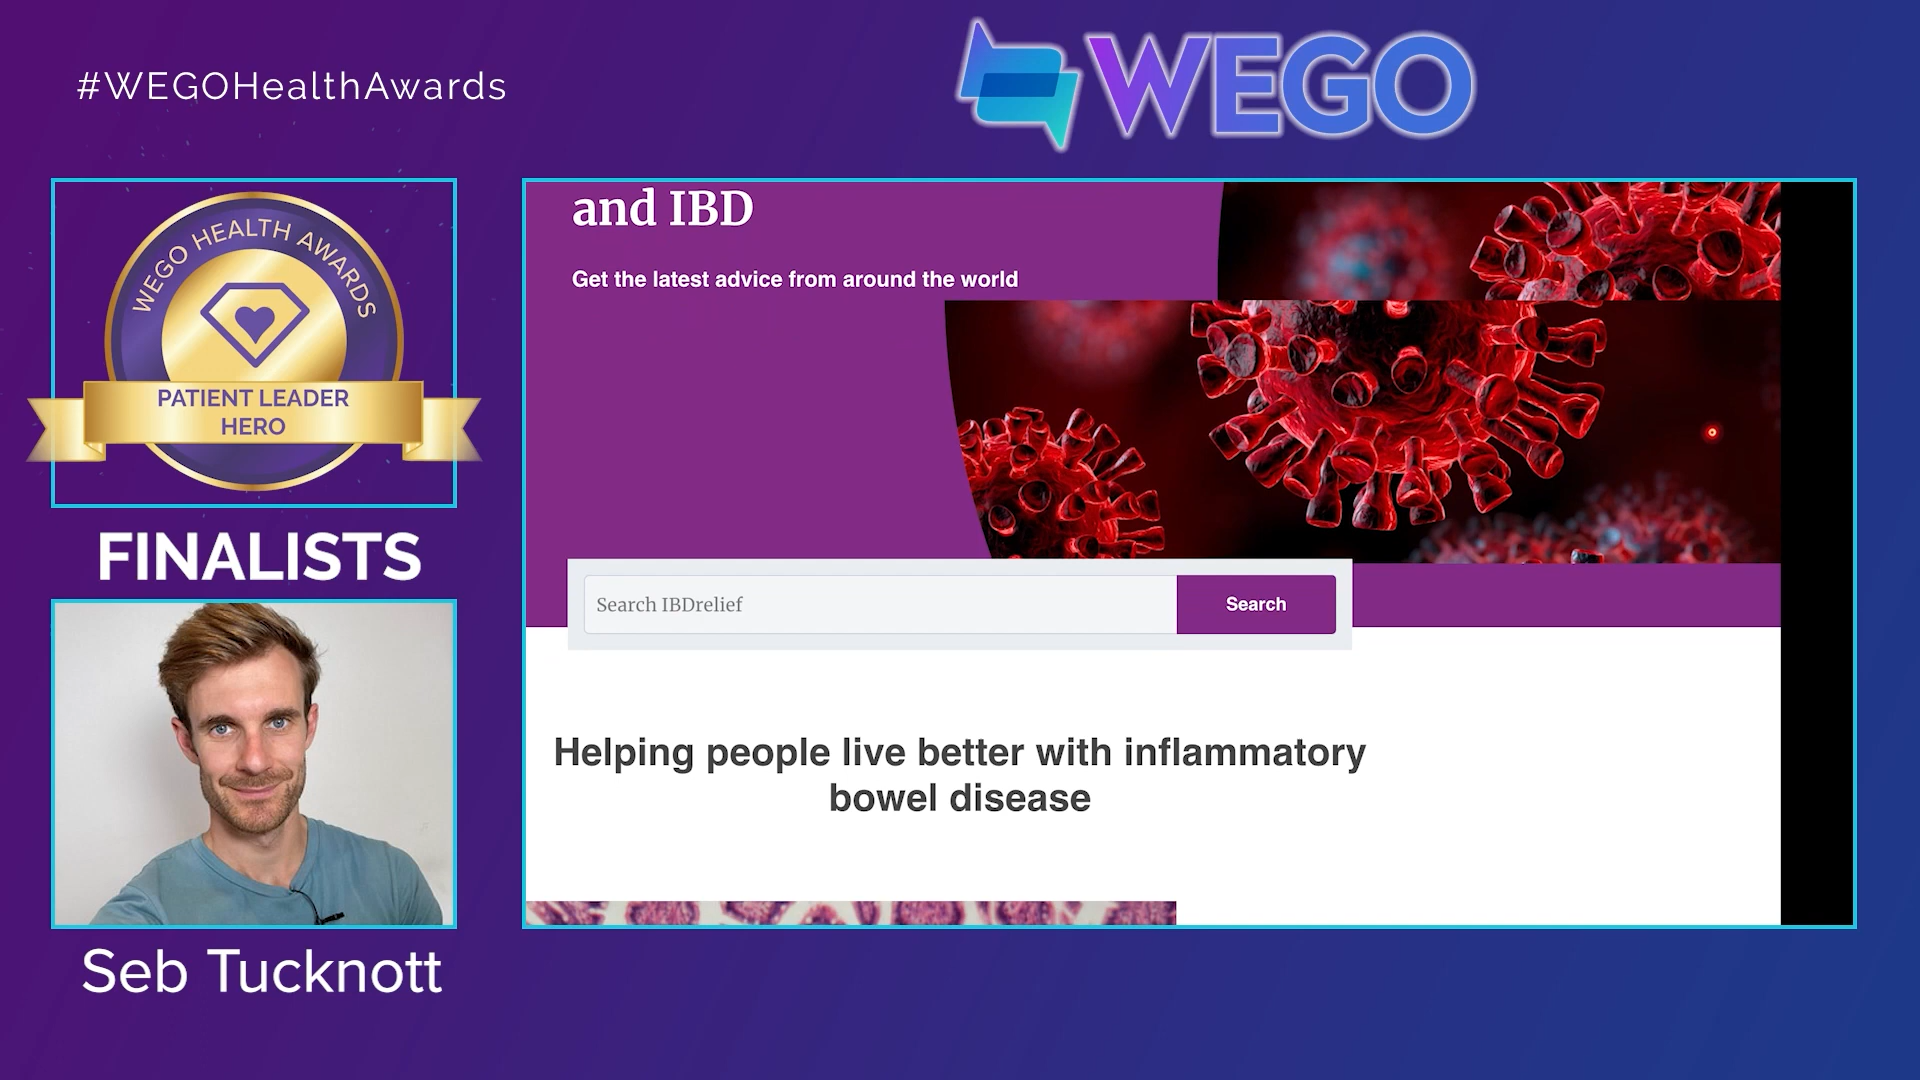 #WEGOHealthAwards
WEGO
WEGO HEALTH AWARDS
PATIENT LEADER
HERO
FINALISTS
Seb Tucknott
and IBD
Get the latest advice from around the world
Search IBDrelief
Search
Helping people live better with inflammatory
bowel disease